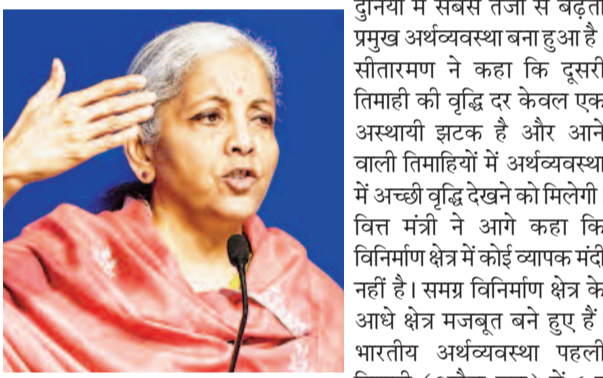 दुनिया में सबसे तेजी से बढ़ती
प्रमुख अर्थव्यवस्था बना हुआ है
सीतारमण ने कहा कि दूसरी
तिमाही की वृद्धि दर केवल एक
अस्थायी झटक है और आने
वाली तिमाहियों में अर्थव्यवस्था
में अच्छी वृद्धि देखने को मिलेगी
वित्त मंत्री ने आगे कहा कि
विनिर्माण क्षेत्र में कोई व्यापक मंदी
नहीं है। समग्र विनिर्माण क्षेत्र के
आधे क्षेत्र मजबूत बने हुए हैं
भारतीय अर्थव्यवस्था पहली